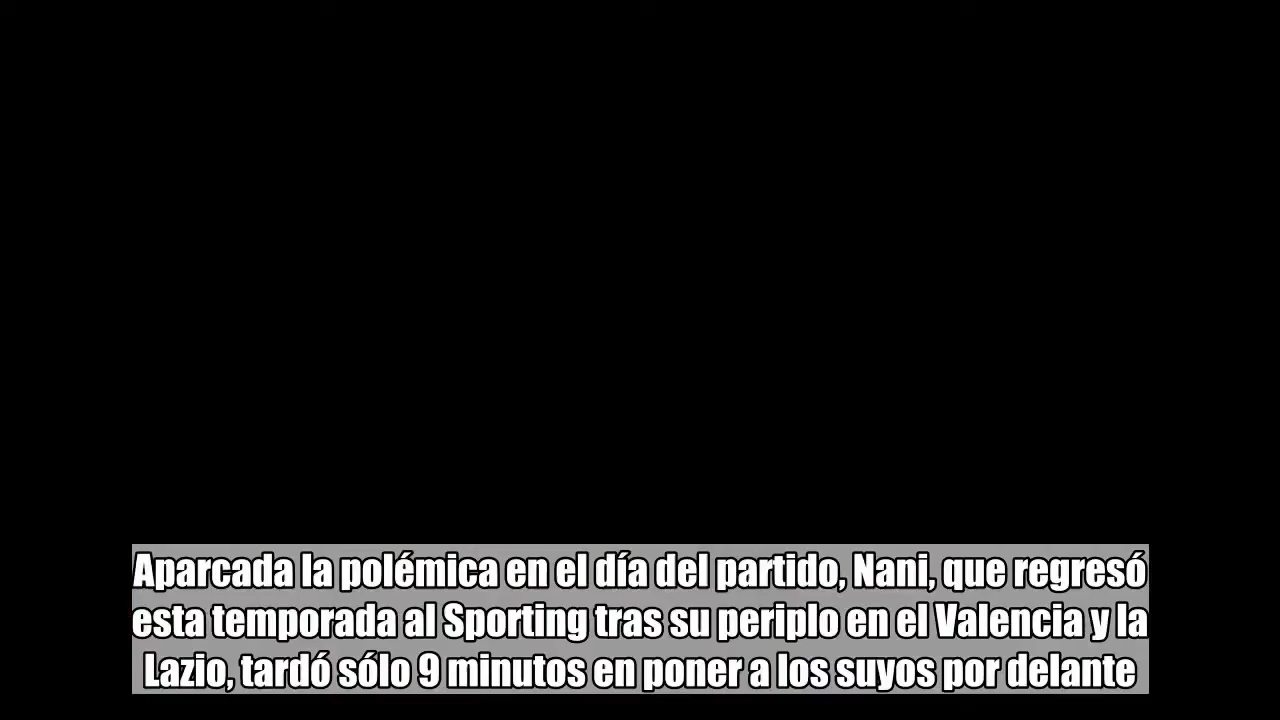 Aparcada la polémica en el día del partido, Nani, que regresó
esta temporada al Sporting tras su periplo en el Valencia y la
Lazio, tardó sólo 9 minutos en poner a los suyos por delante